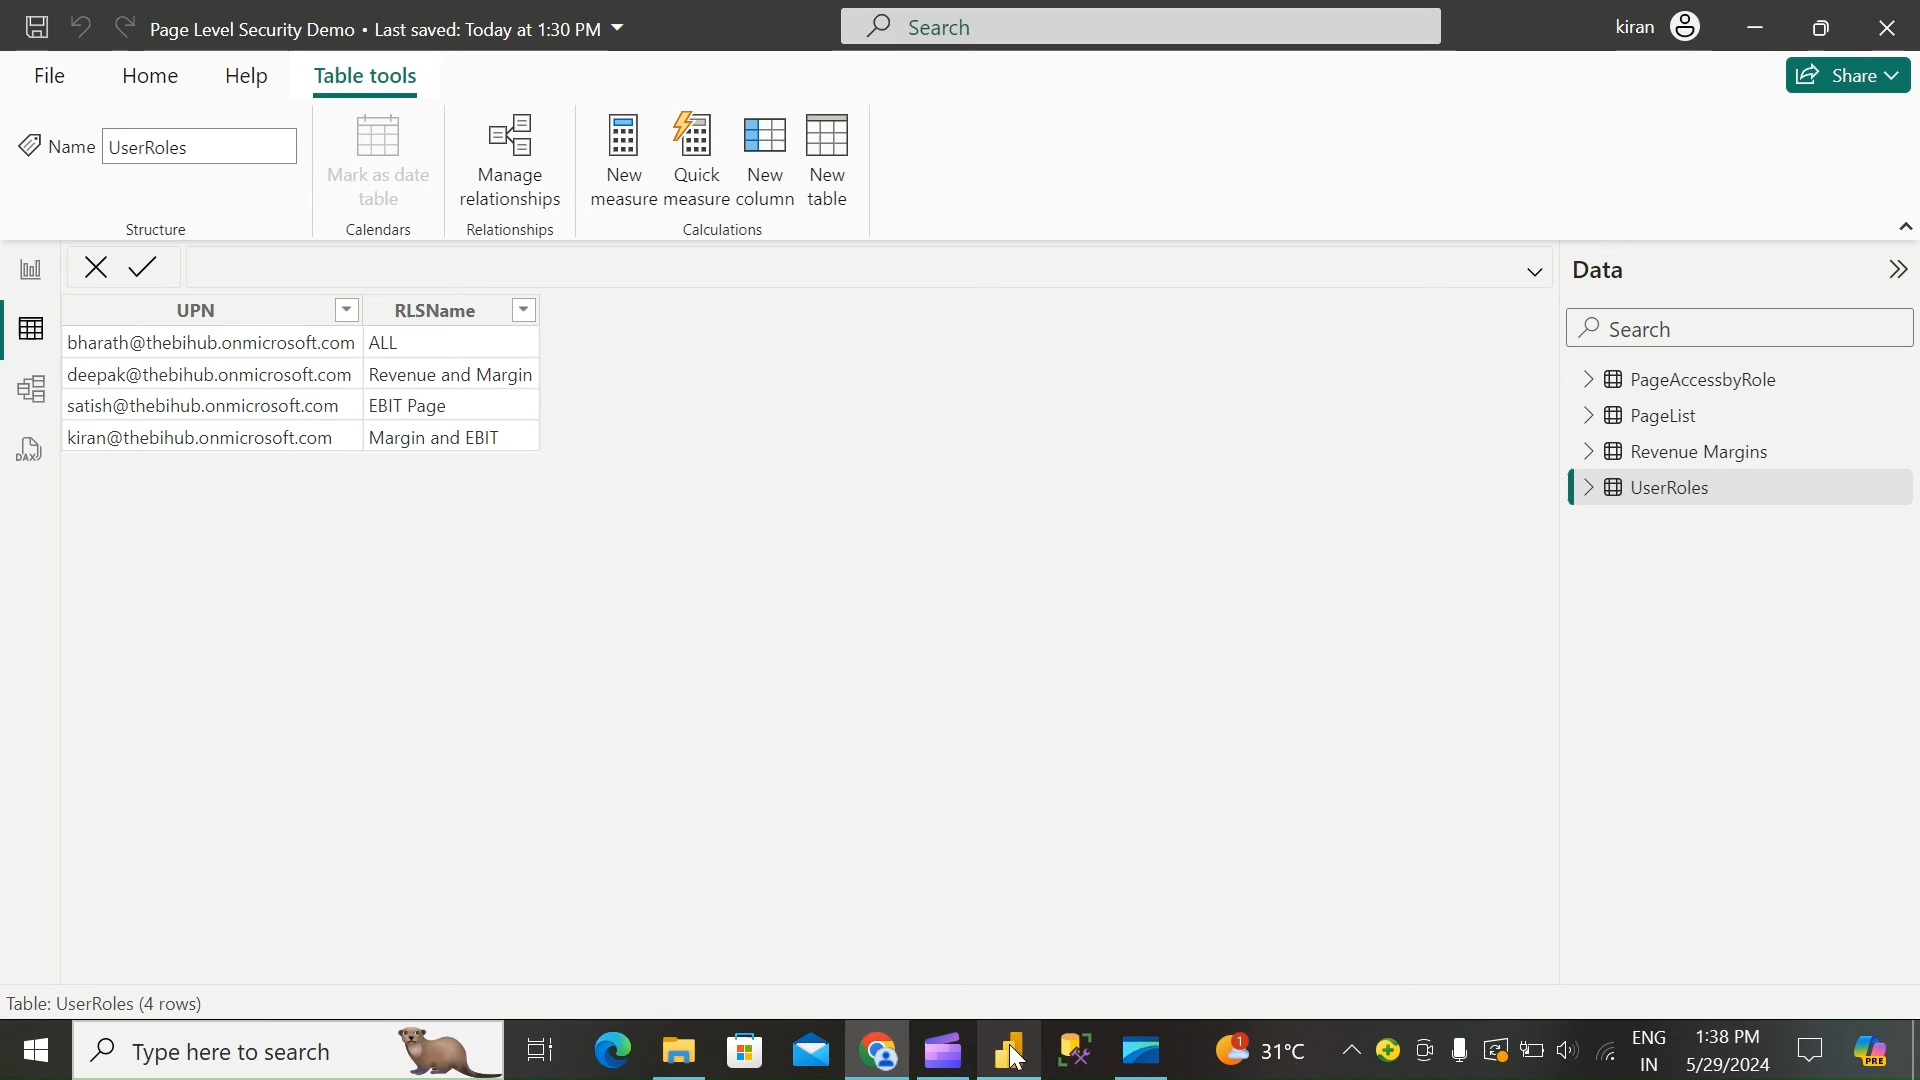 Page Level Security Demo • Last saved: Today at 1:30 PM
Search
kiran
File
Home
Help
Table tools
Share
Name
UserRoles
Mark as date
table
Manage
relationships
New
measure
Quick
measure
New
column
New
table
Structure
Calendars
Relationships
Calculations
Data
UPN
RLSName
bharath@thebihub.onmicrosoft.com
ALL
deepak@thebihub.onmicrosoft.com
Revenue and Margin
satish@thebihub.onmicrosoft.com
EBIT Page
kiran@thebihub.onmicrosoft.com
Margin and EBIT
Search
PageAccessbyRole
PageList
Revenue Margins
UserRoles
DAX
Table: UserRoles (4 rows)
Type here to search
1
31°C
ENG
IN
1:38 PM
5/29/2024
PRE